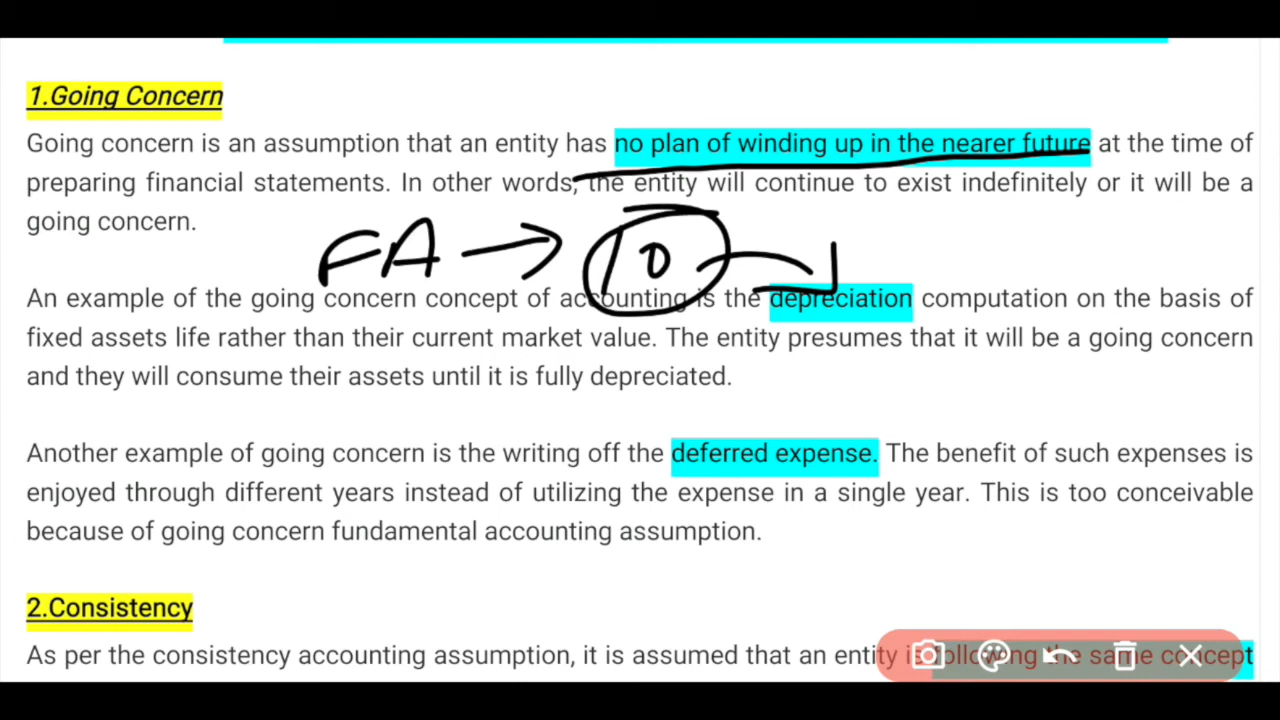 1.Going Concern
Going concern is an assumption that an entity has no plan of winding up in the nearer future at the time of
preparing financial statements. In other words, the entity will continue to exist indefinitely or it will be a
going concern.
FA → 10
An example of the going concern concept of accounting is the depreciation computation on the basis of
fixed assets life rather than their current market value. The entity presumes that it will be a going concern
and they will consume their assets until it is fully depreciated.
Another example of going concern is the writing off the deferred expense. The benefit of such expenses is
enjoyed through different years instead of utilizing the expense in a single year. This is too conceivable
because of going concern fundamental accounting assumption.
2.Consistency
As per the consistency accounting assumption, it is assumed that an entity is following the same concept